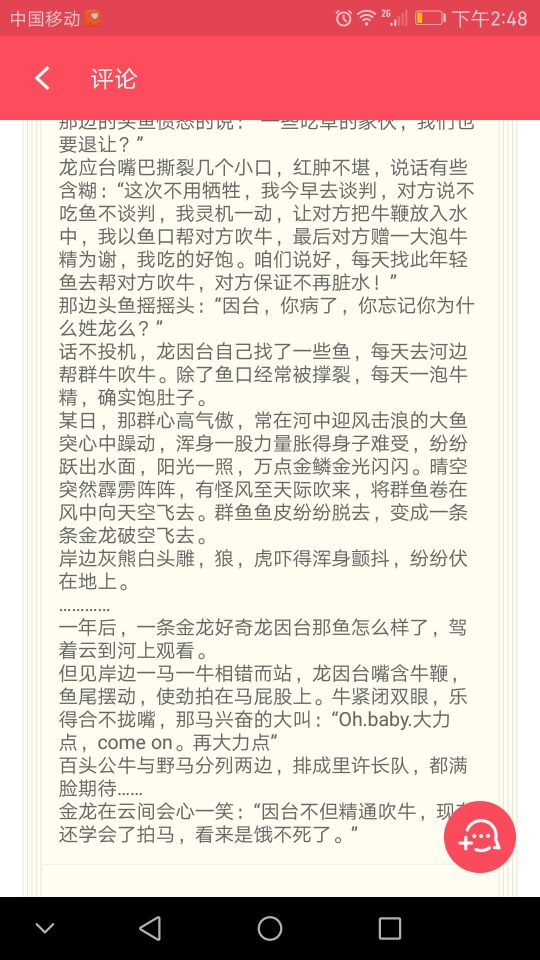 中国移动
2G
下午2:48
评论
那边的头鱼愤怒的说：“一些吃草的家伙，我们也
要退让？”
龙应台嘴巴撕裂几个小口，红肿不堪，说话有些
含糊：“这次不用牺牲，我今早去谈判，对方说不
吃鱼不谈判，我灵机一动，让对方把牛鞭放入水
中，我以鱼口帮对方吹牛，最后对方赠一大泡牛
精为谢，我吃的好饱。咱们说好，每天找此年轻
鱼去帮对方吹牛，对方保证不再脏水！”
那边头鱼摇摇头：“因台，你病了，你忘记你为什
么姓龙么？”
话不投机，龙因台自己找了一些鱼，每天去河边
帮群牛吹牛。除了鱼口经常被撑裂，每天一泡牛
精，确实饱肚子。
某日，那群心高气傲，常在河中迎风击浪的大鱼
突心中躁动，浑身一股力量胀得身子难受，纷纷
跃出水面，阳光一照，万点金鳞金光闪闪。晴空
突然霹雳阵阵，有怪风至天际吹来，将群鱼卷在
风中向天空飞去。群鱼鱼皮纷纷脱去，变成一条
条金龙破空飞去。
岸边灰熊白头雕，狼，虎吓得浑身颤抖，纷纷伏
在地上。
…………
一年后，一条金龙好奇龙因台那鱼怎么样了，驾
着云到河上观看。
但见岸边一马一牛相错而站，龙因台嘴含牛鞭，
鱼尾摆动，使劲拍在马屁股上。牛紧闭双眼，乐
得合不拢嘴，那马兴奋的大叫：“Oh.baby.大力
点，come on。再大力点”
百头公牛与野马分列两边，排成里许长队，都满
脸期待……
金龙在云间会心一笑：“因台不但精通吹牛，现
还学会了拍马，看来是饿不死了。”